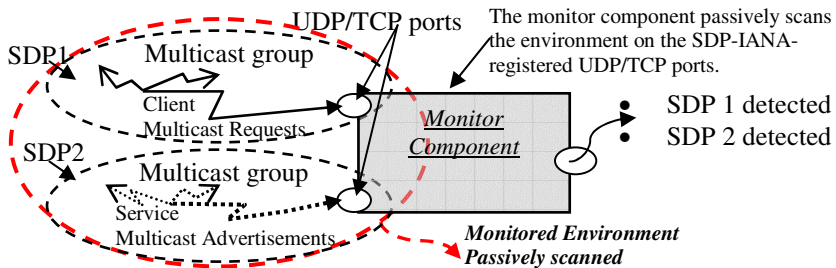 UDP/TCP ports
The monitor component passively scans
the environment on the SDP-IANA-
registered UDP/TCP ports.
SDP1
Multicast group
Client
Multicast Requests
Monitor
Component
• SDP 1 detected
• SDP 2 detected
SDP2
Multicast group
Service
Multicast Advertisements
Monitored Environment
Passively scanned